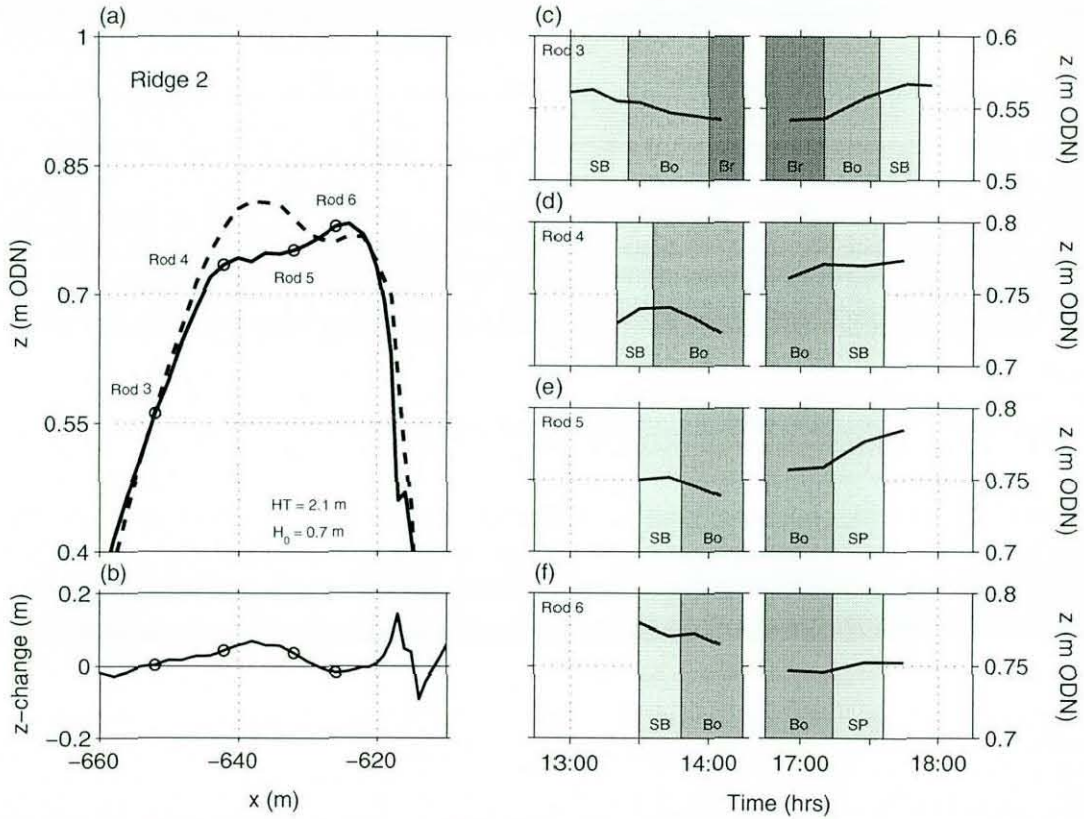 (a)
1
0.85
0.7
0.55
0.4
z (m ODN)
Ridge 2
Rod 6
Rod 4
Rod 5
Rod 3
HT = 2.1 m
H0 = 0.7 m
(b)
0.2
0
−0.2
z−change (m)
−660
−640
−620
x (m)
(c)
Rod 3
SB
Bo
Br
Br
Bo
SB
0.6
0.55
0.5
z (m ODN)
(d)
Rod 4
SB
Bo
Bo
SB
0.8
0.75
0.7
z (m ODN)
(e)
Rod 5
SB
Bo
Bo
SP
0.8
0.75
0.7
z (m ODN)
(f)
Rod 6
SB
Bo
Bo
SP
0.8
0.75
0.7
z (m ODN)
13:00
14:00
17:00
18:00
Time (hrs)